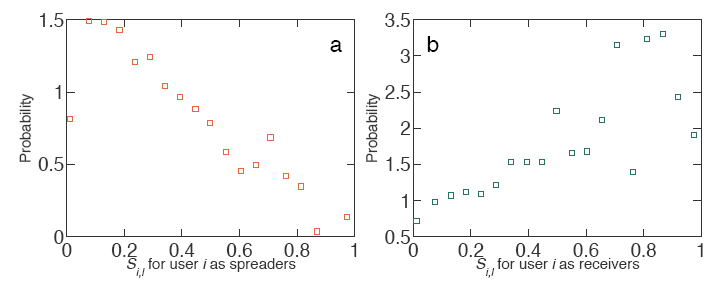 a
1.5
1
0.5
0
Probability
0 0.2 0.4 0.6 0.8 1
S_{i,l} for user i as spreaders
b
3.5
3
2.5
2
1.5
1
0.5
Probability
0 0.2 0.4 0.6 0.8 1
S_{i,l} for user i as receivers